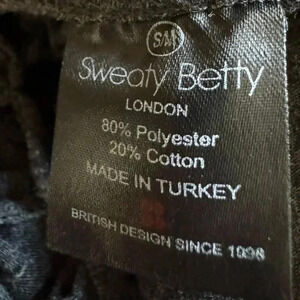 S/M
Sweaty Betty
LONDON
80% Polyester
20% Cotton
MADE IN TURKEY
BRITISH DESIGN SINCE 1998